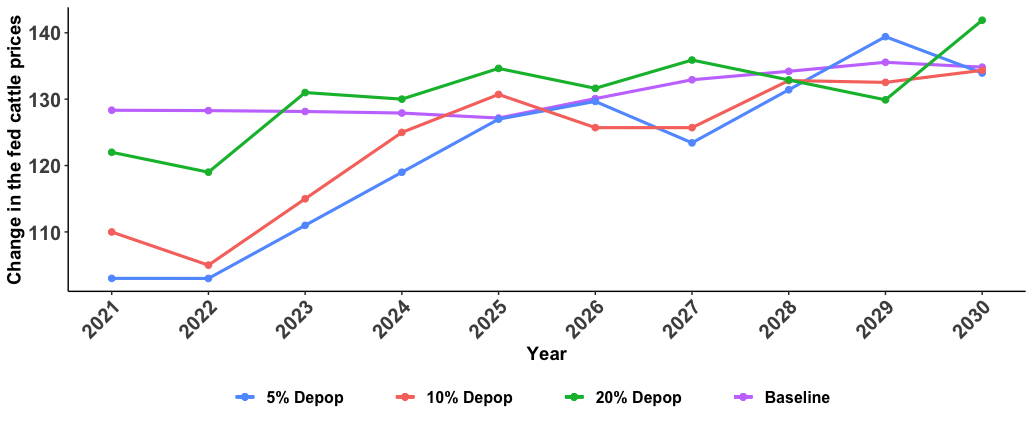 Change in the fed cattle prices
140
130
120
110
2021 2022 2023 2024 2025 2026 2027 2028 2029 2030
Year
5% Depop 10% Depop 20% Depop Baseline